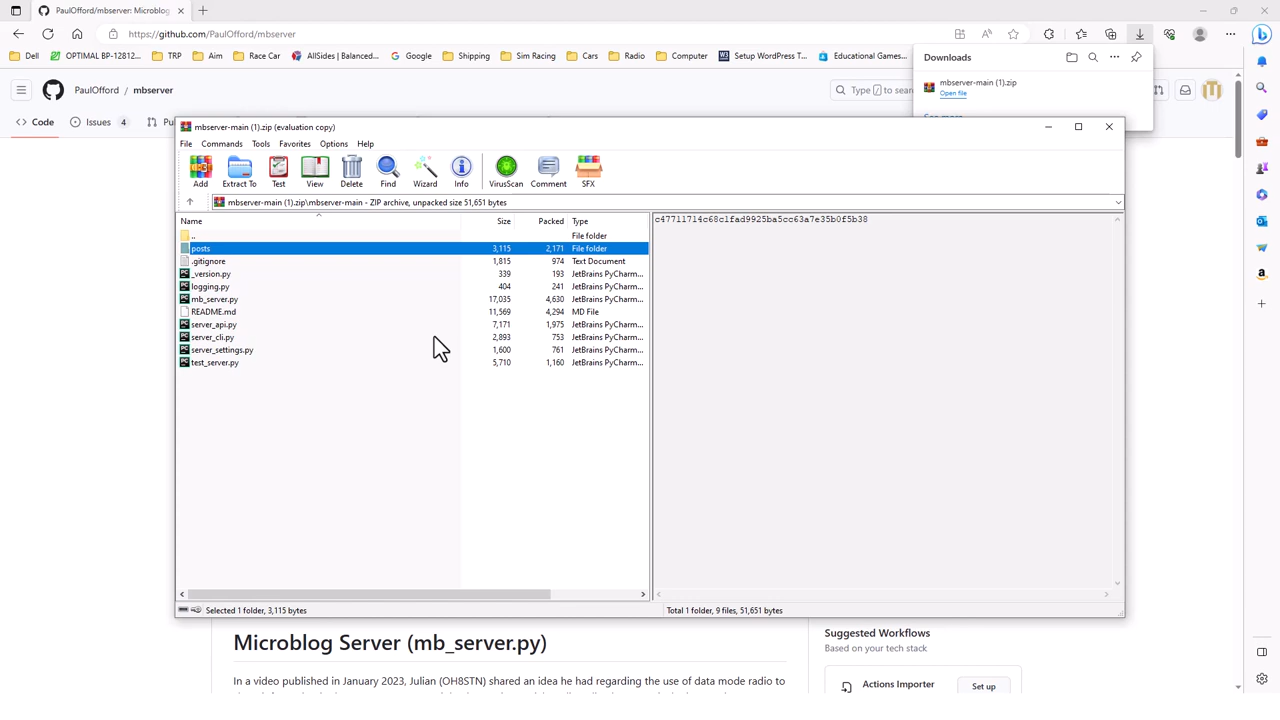 PaulOfford/mbserver: Microblog
https://github.com/PaulOfford/mbserver
Dell
OPTIMAL BP-12812...
TRP
Aim
Race Car
AllSides | Balanced...
Google
Shipping
Sim Racing
Cars
Radio
Computer
Setup WordPress T...
Educational Games...
Downloads
mbserver-main (1).zip
Open file
PaulOfford / mbserver
Type / to sear
Code
Issues 4
mbserver-main (1).zip (evaluation copy)
File Commands Tools Favorites Options Help
Add Extract To Test View Delete Find Wizard Info VirusScan Comment SFX
mbserver-main (1).zip\mbserver-main - ZIP archive, unpacked size 51,651 bytes
Name Size Packed Type
.. File folder
posts 3,115 2,171 File folder
.gitignore 1,815 974 Text Document
_version.py 339 193 JetBrains PyCharm...
logging.py 404 241 JetBrains PyCharm...
mb_server.py 17,035 4,630 JetBrains PyCharm...
README.md 11,569 4,294 MD File
server_api.py 7,171 1,975 JetBrains PyCharm...
server_cli.py 2,893 753 JetBrains PyCharm...
server_settings.py 1,600 761 JetBrains PyCharm...
test_server.py 5,710 1,160 JetBrains PyCharm...
c47711714c68c1fad9925ba5cc63a7e35b0f5b38
Selected 1 folder, 3,115 bytes
Total 1 folder, 9 files, 51,651 bytes
Microblog Server (mb_server.py)
In a video published in January 2023, Julian (OH8STN) shared an idea he had regarding the use of data mode radio to
Suggested Workflows
Based on your tech stack
Actions Importer
Set up